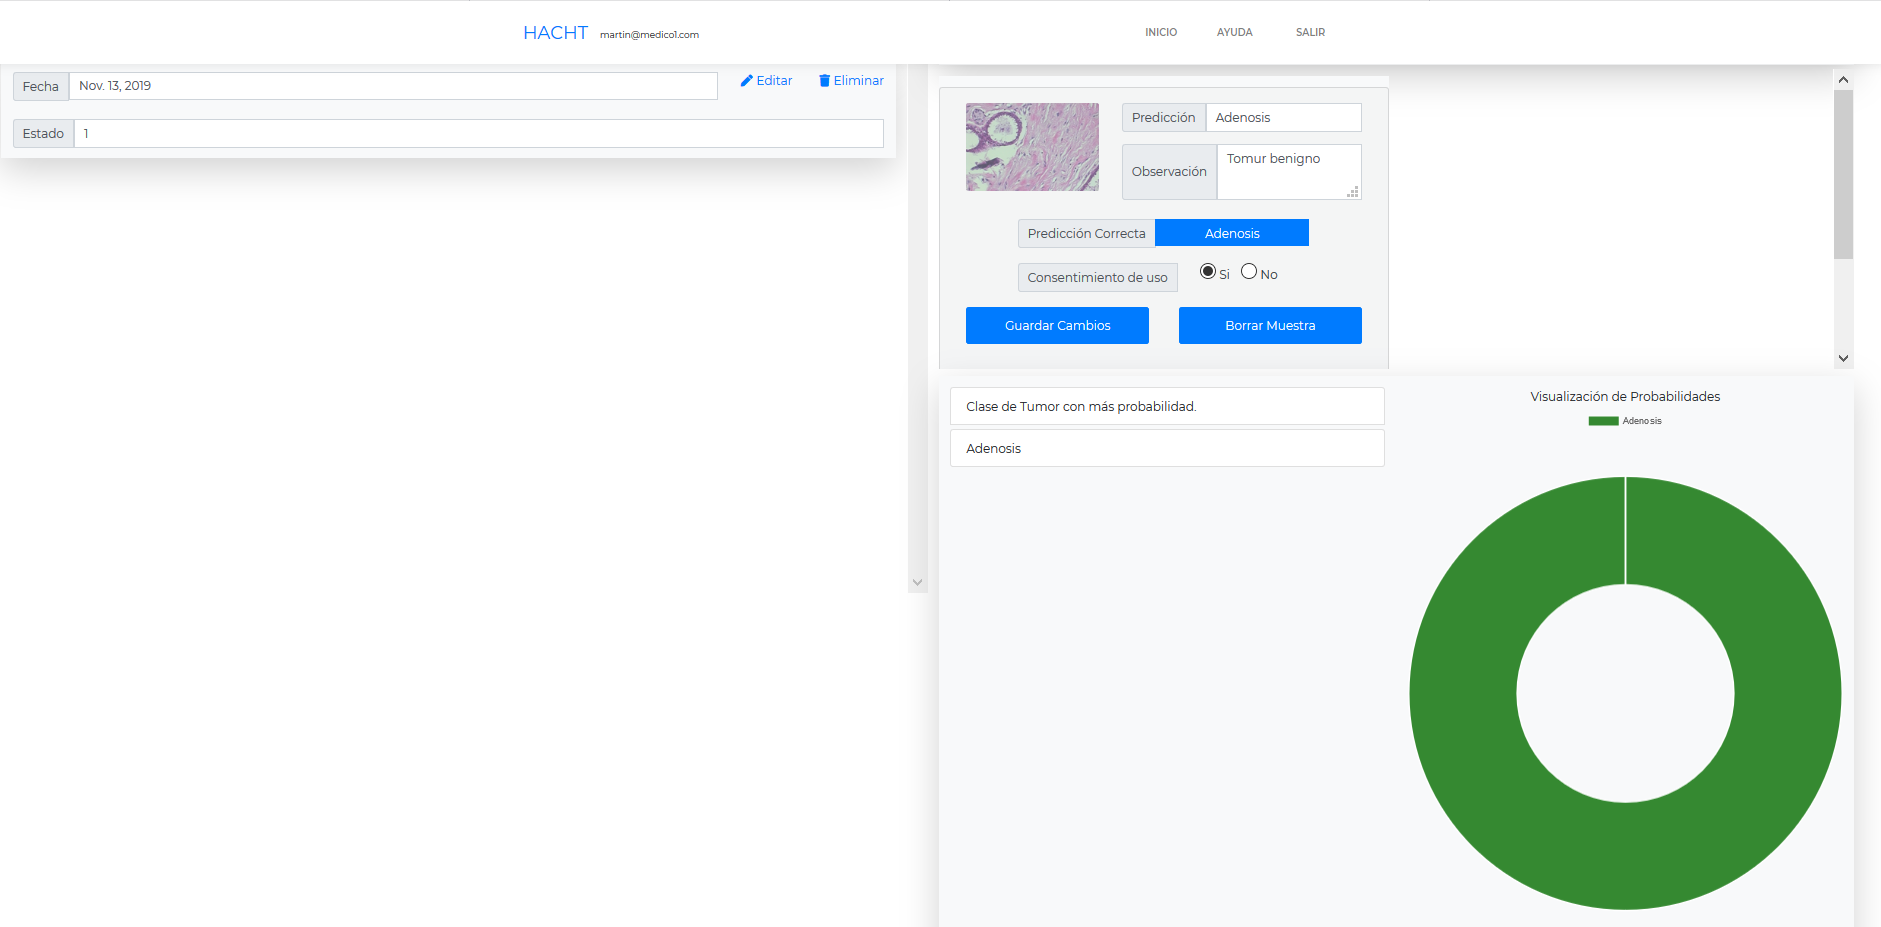 HACHT martin@medico1.com INICIO AYUDA SALIR
Fecha Nov. 13, 2019 Editar Eliminar
Estado 1
Predicción Adenosis
Observación Tomur benigno
Predicción Correcta Adenosis
Consentimiento de uso Si No
Guardar Cambios Borrar Muestra
Clase de Tumor con más probabilidad.
Adenosis
Visualización de Probabilidades
Adenosis